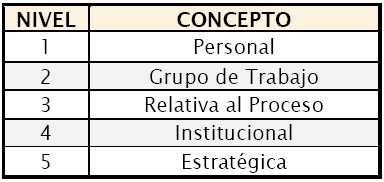 NIVEL CONCEPTO
1 Personal
2 Grupo de Trabajo
3 Relativa al Proceso
4 Institucional
5 Estratégica